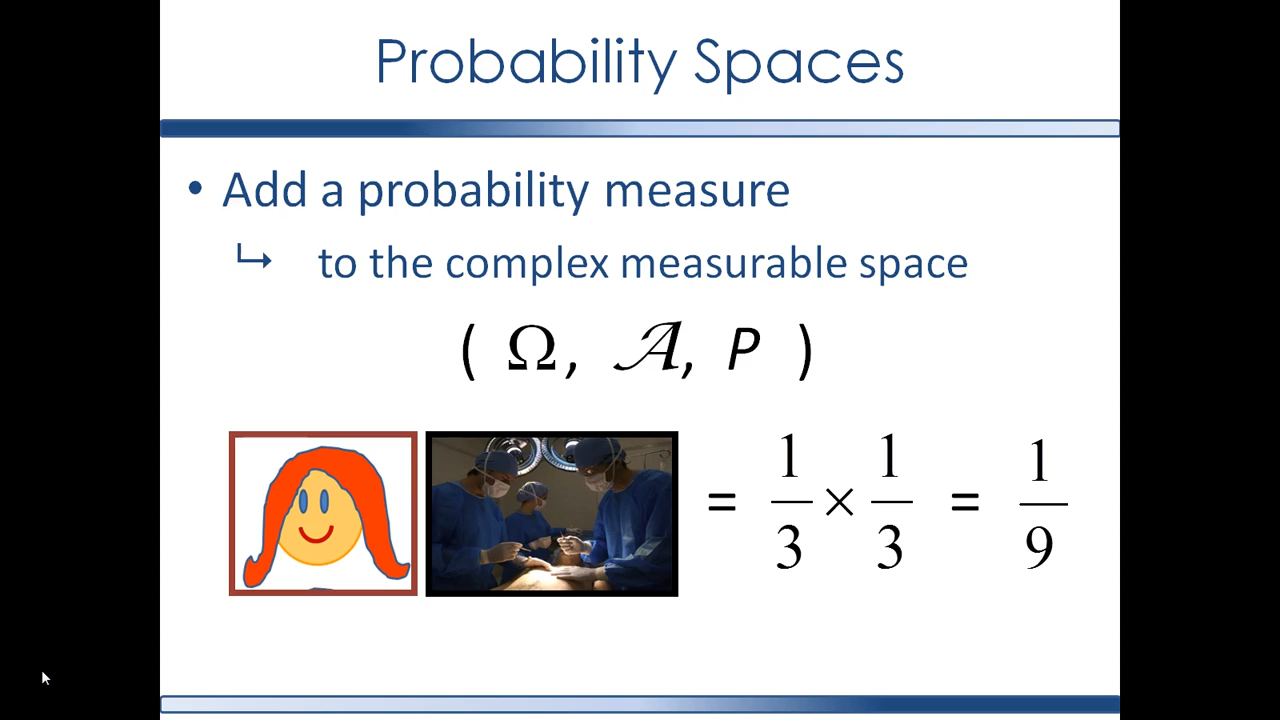 Probability Spaces
• Add a probability measure
↳ to the complex measurable space
( Ω, 𝒜, P )
= 1/3 × 1/3 = 1/9